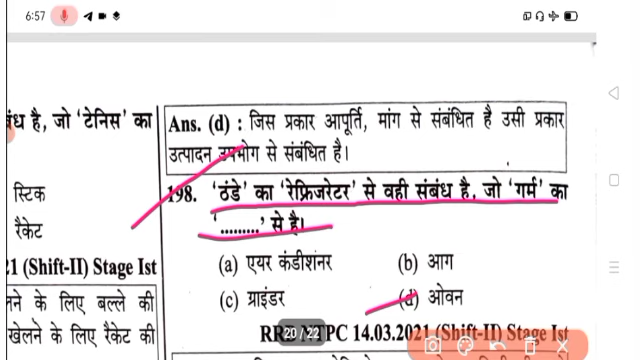 6:57
ंध है, जो ‘टेनिस’ का
स्टिक
रैकेट
21 (Shift-II) Stage Ist
लने के लिए बल्ले की
खेलने के लिए रैकेट की
Ans. (d) : जिस प्रकार आपूर्ति, मांग से संबंधित है उसी प्रकार
उत्पादन उपभोग से संबंधित है।
198. ‘ठंडे’ का ‘रेफ्रिजरेटर’ से वही संबंध है, जो ‘गर्म’ का
‘.........’ से है।
(a) एयर कंडीशनर (b) आग
(c) ग्राइंडर (d) ओवन
RRB NTPC 14.03.2021 (Shift-II) Stage Ist
20 / 22